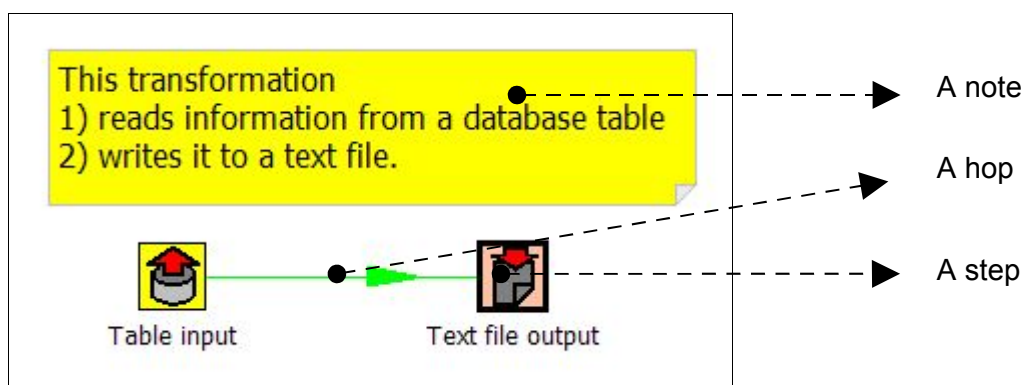 This transformation
1) reads information from a database table
2) writes it to a text file.
A note
A hop
A step
Table input
Text file output